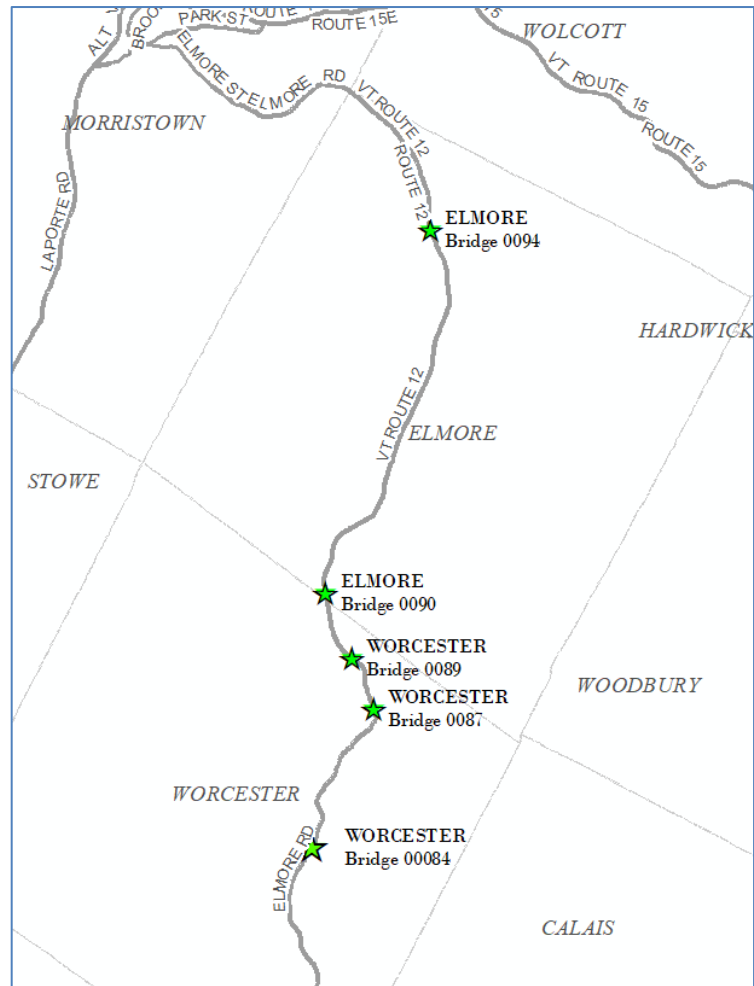 ROUTE 15E
PARK ST
WOLCOTT
ALT
BROO
ELMORE ST
ELMORE RD
VT ROUTE 15
ROUTE 15
MORRISTOWN
VT ROUTE 12
ROUTE 12
LAPORTE RD
ELMORE
Bridge 0094
HARDWICK
VT ROUTE 12
ELMORE
STOWE
ELMORE
Bridge 0090
WORCESTER
Bridge 0089
WOODBURY
WORCESTER
Bridge 0087
WORCESTER
WORCESTER
Bridge 00084
ELMORE RD
CALAIS